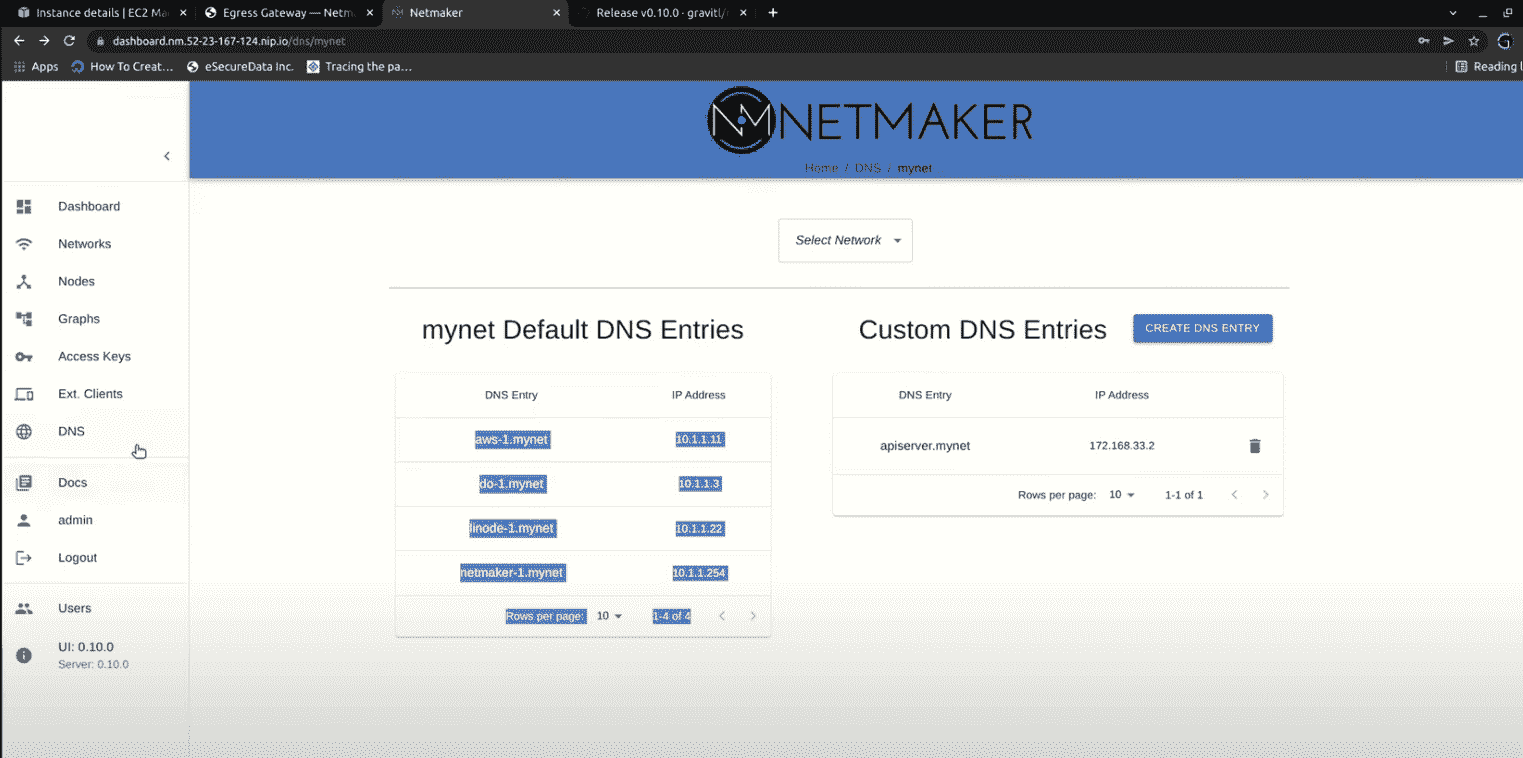 Instance details | EC2 Ma
Egress Gateway — Netm
Netmaker
Release v0.10.0 · gravitl/
dashboard.nm.52-23-167-124.nip.io/dns/mynet
Apps
How To Creat…
eSecureData Inc.
Tracing the pa…
Reading l
NETMAKER
Home / DNS / mynet
Dashboard
Networks
Nodes
Graphs
Access Keys
Ext. Clients
DNS
Docs
admin
Logout
Users
UI: 0.10.0
Server: 0.10.0
Select Network
mynet Default DNS Entries
DNS Entry IP Address
aws-1.mynet 10.1.1.11
do-1.mynet 10.1.1.3
linode-1.mynet 10.1.1.22
netmaker-1.mynet 10.1.1.254
Rows per page: 10 1-4 of 4
Custom DNS Entries
CREATE DNS ENTRY
DNS Entry IP Address
apiserver.mynet 172.168.33.2
Rows per page: 10 1-1 of 1